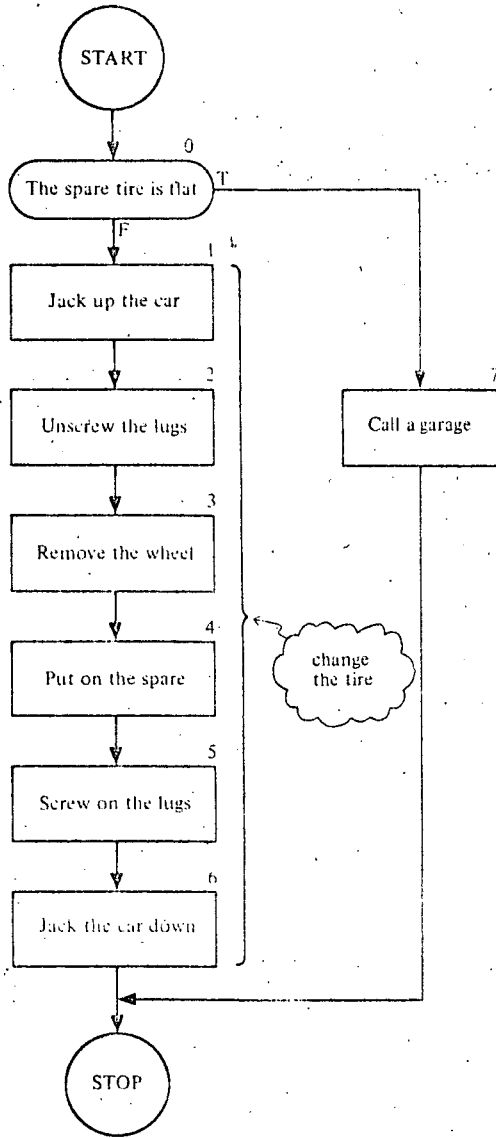 START
0
The spare tire is flat
T
F
1
Jack up the car
2
Unscrew the lugs
7
Call a garage
3
Remove the wheel
4
Put on the spare
change
the tire
5
Screw on the lugs
6
Jack the car down
STOP